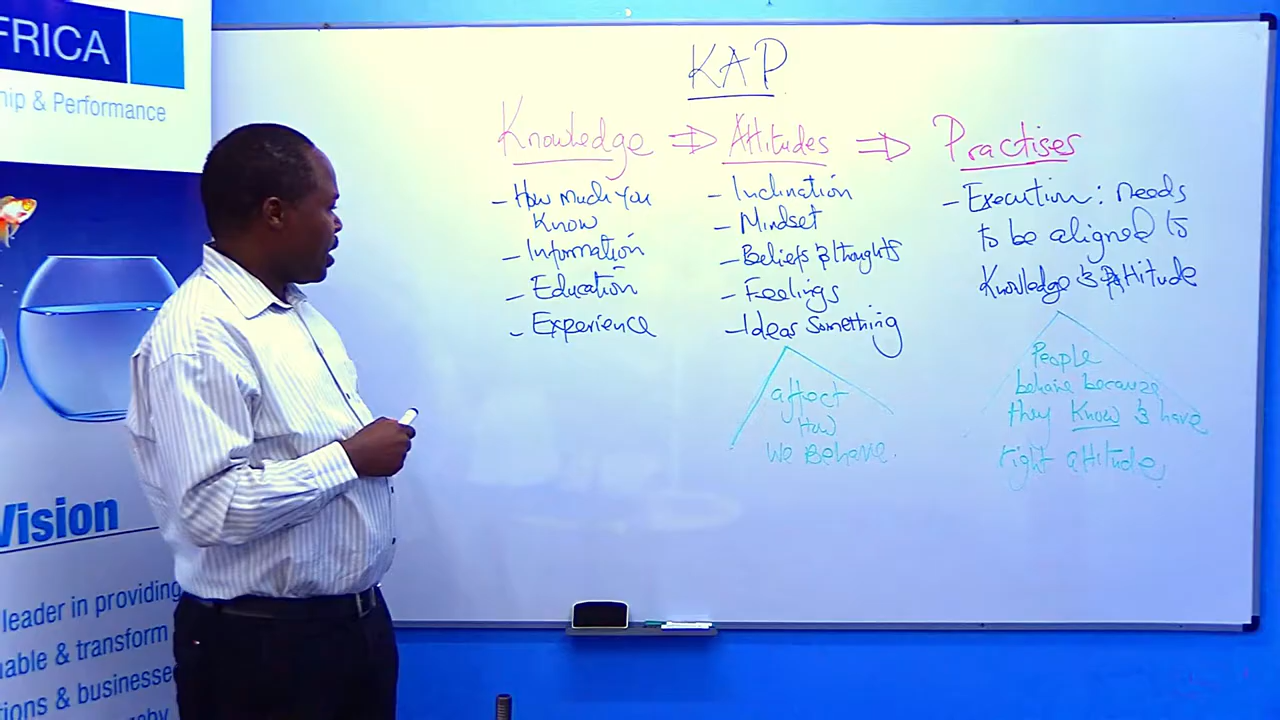 FRICA
hip & Performance
Vision
leader in providing
nable & transform
tions & businesse
KAP
Knowledge ⇒ Attitudes ⇒ Practises
- How Much You
Know
- Information
- Education
- Experience
- Inclination
- Mindset
- Beliefs & thoughts
- Feelings
- Ideas Something
affect
How
We Behave.
- Execution: needs
to be aligned to
Knowledge & Attitude
People
behave because
they Know & have
right attitude,